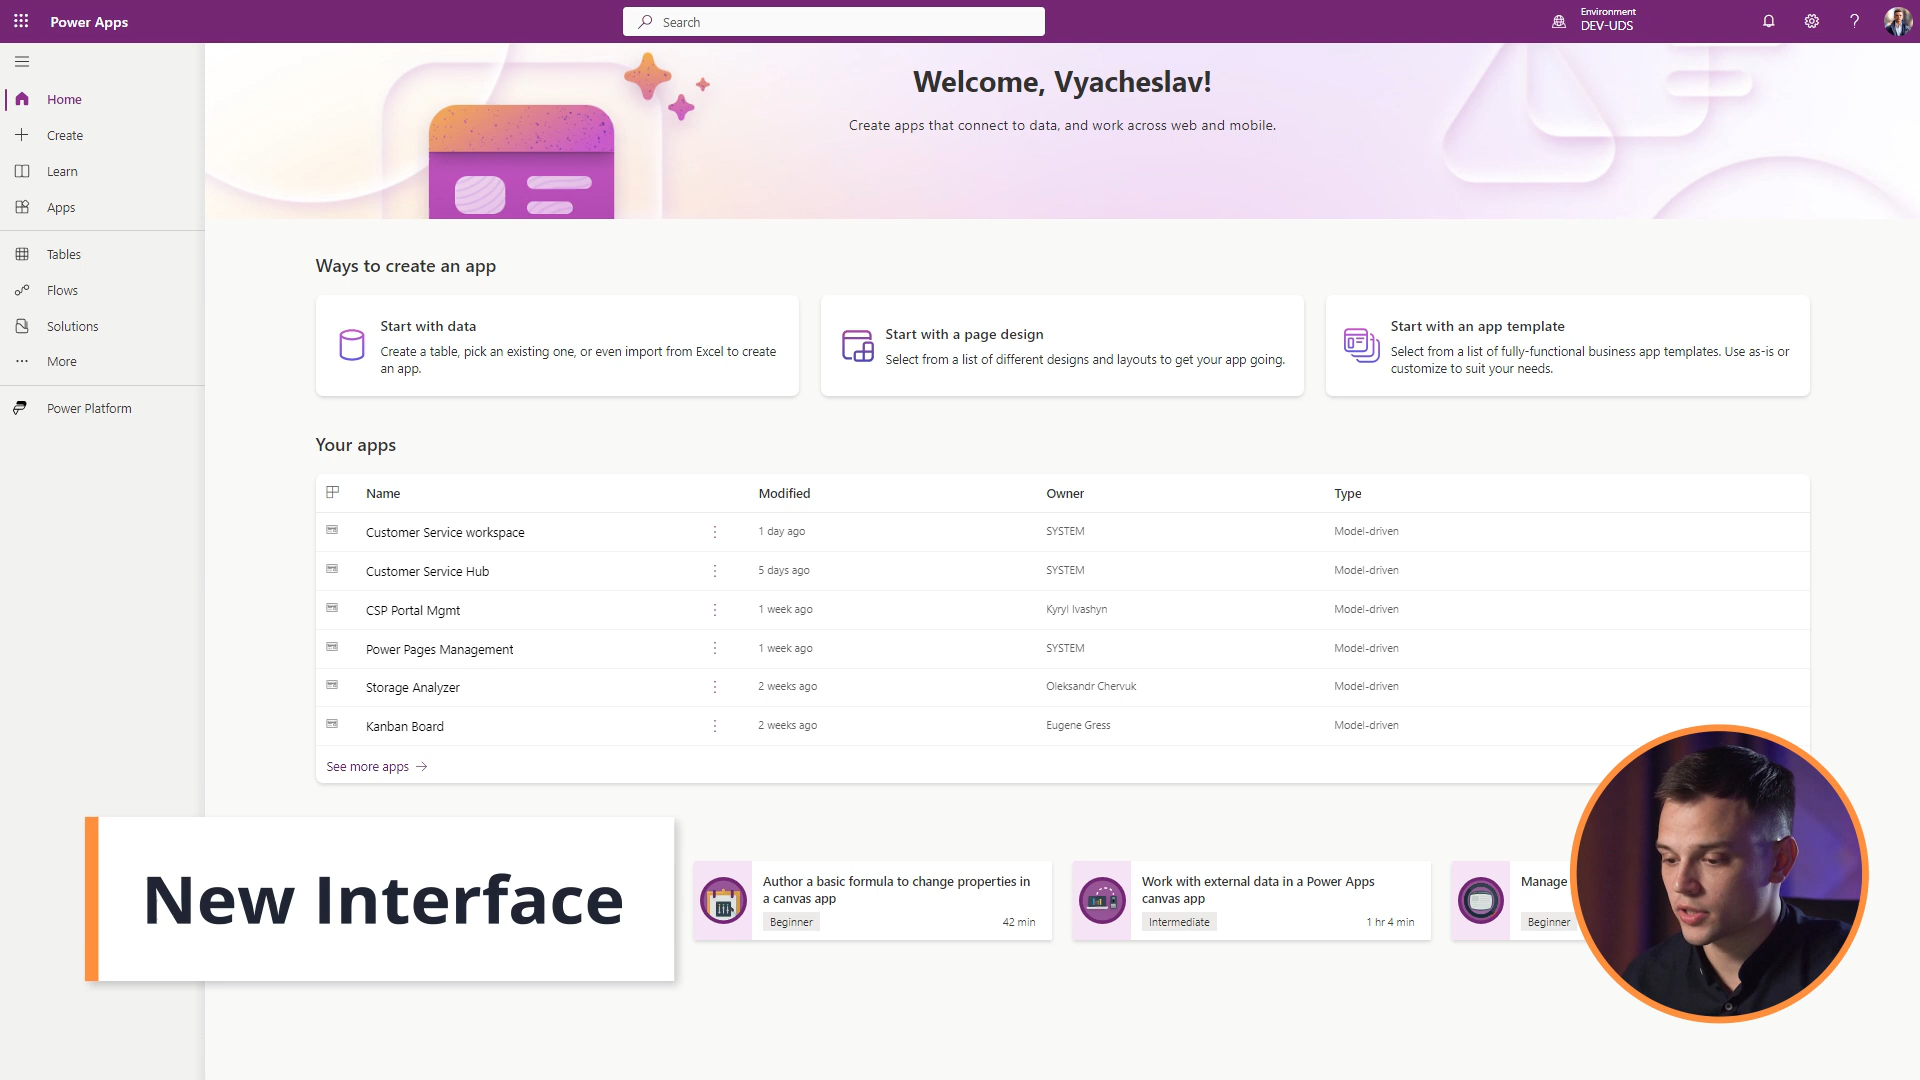 Power Apps
Search
Environment
DEV-UDS
Home
Create
Learn
Apps
Tables
Flows
Solutions
More
Power Platform
Welcome, Vyacheslav!
Create apps that connect to data, and work across web and mobile.
Ways to create an app
Start with data
Create a table, pick an existing one, or even import from Excel to create
an app.
Start with a page design
Select from a list of different designs and layouts to get your app going.
Start with an app template
Select from a list of fully-functional business app templates. Use as-is or
customize to suit your needs.
Your apps
Name Modified Owner Type
Customer Service workspace 1 day ago SYSTEM Model-driven
Customer Service Hub 5 days ago SYSTEM Model-driven
CSP Portal Mgmt 1 week ago Kyryl Ivashyn Model-driven
Power Pages Management 1 week ago SYSTEM Model-driven
Storage Analyzer 2 weeks ago Oleksandr Chervuk Model-driven
Kanban Board 2 weeks ago Eugene Gress Model-driven
See more apps
New Interface
Author a basic formula to change properties in
a canvas app
Beginner 42 min
Work with external data in a Power Apps
canvas app
Intermediate 1 hr 4 min
Manage
Beginner